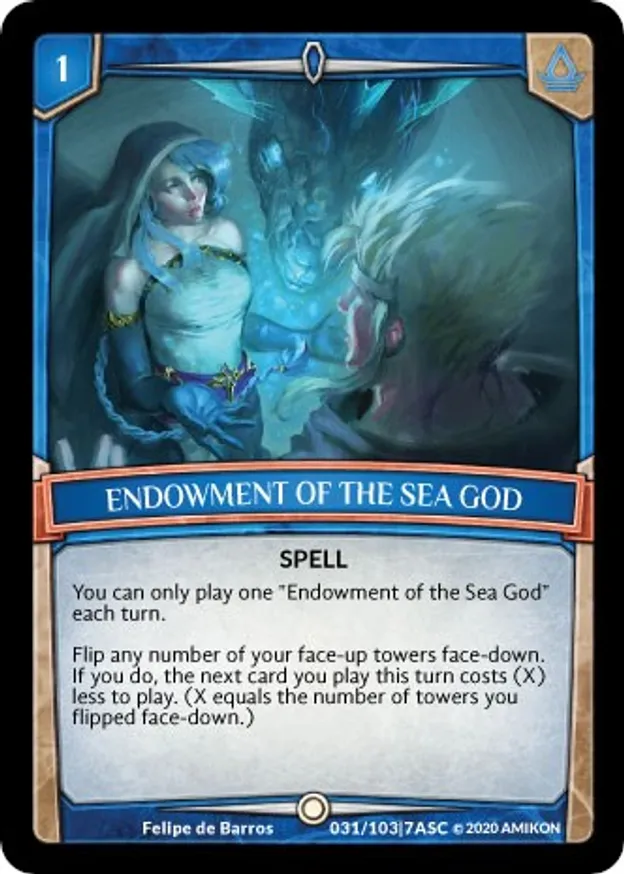 1
ENDOWMENT OF THE SEA GOD
SPELL
You can only play one "Endowment of the Sea God"
each turn.
Flip any number of your face-up towers face-down.
If you do, the next card you play this turn costs (X)
less to play. (X equals the number of towers you
flipped face-down.)
Felipe de Barros 031/103|7ASC © 2020 AMIKON